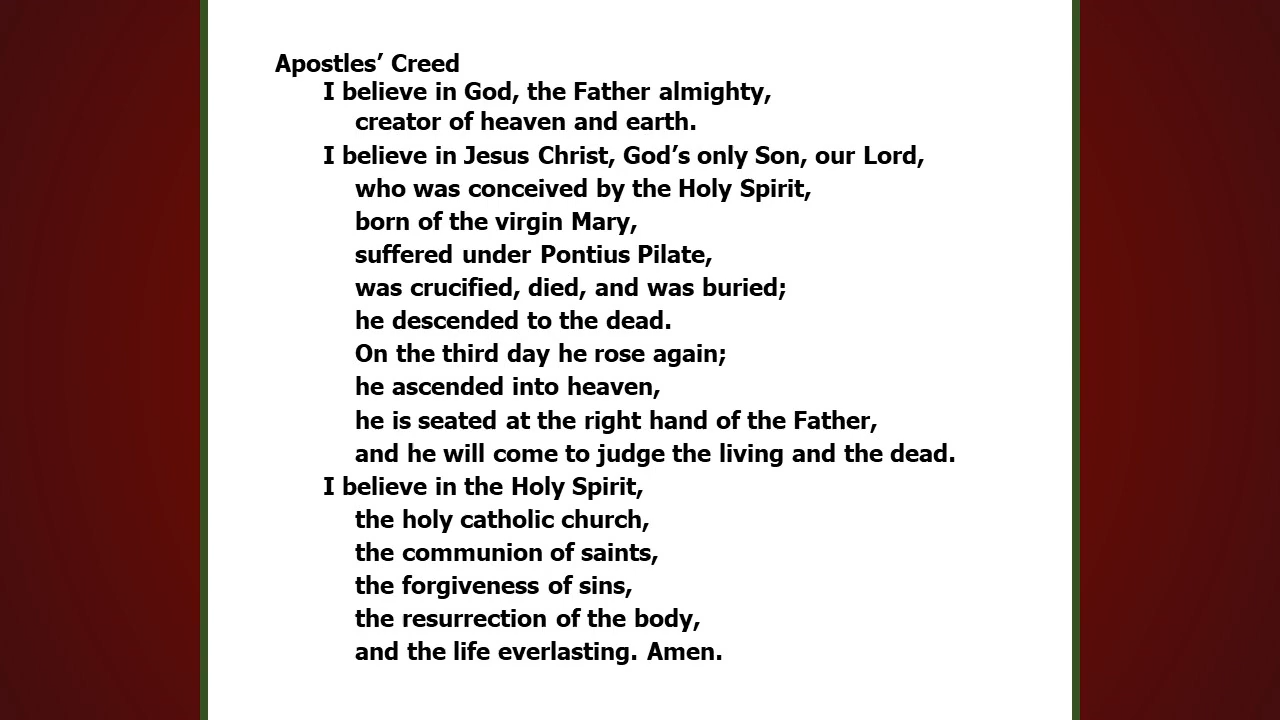 Apostles’ Creed
I believe in God, the Father almighty,
creator of heaven and earth.
I believe in Jesus Christ, God’s only Son, our Lord,
who was conceived by the Holy Spirit,
born of the virgin Mary,
suffered under Pontius Pilate,
was crucified, died, and was buried;
he descended to the dead.
On the third day he rose again;
he ascended into heaven,
he is seated at the right hand of the Father,
and he will come to judge the living and the dead.
I believe in the Holy Spirit,
the holy catholic church,
the communion of saints,
the forgiveness of sins,
the resurrection of the body,
and the life everlasting. Amen.